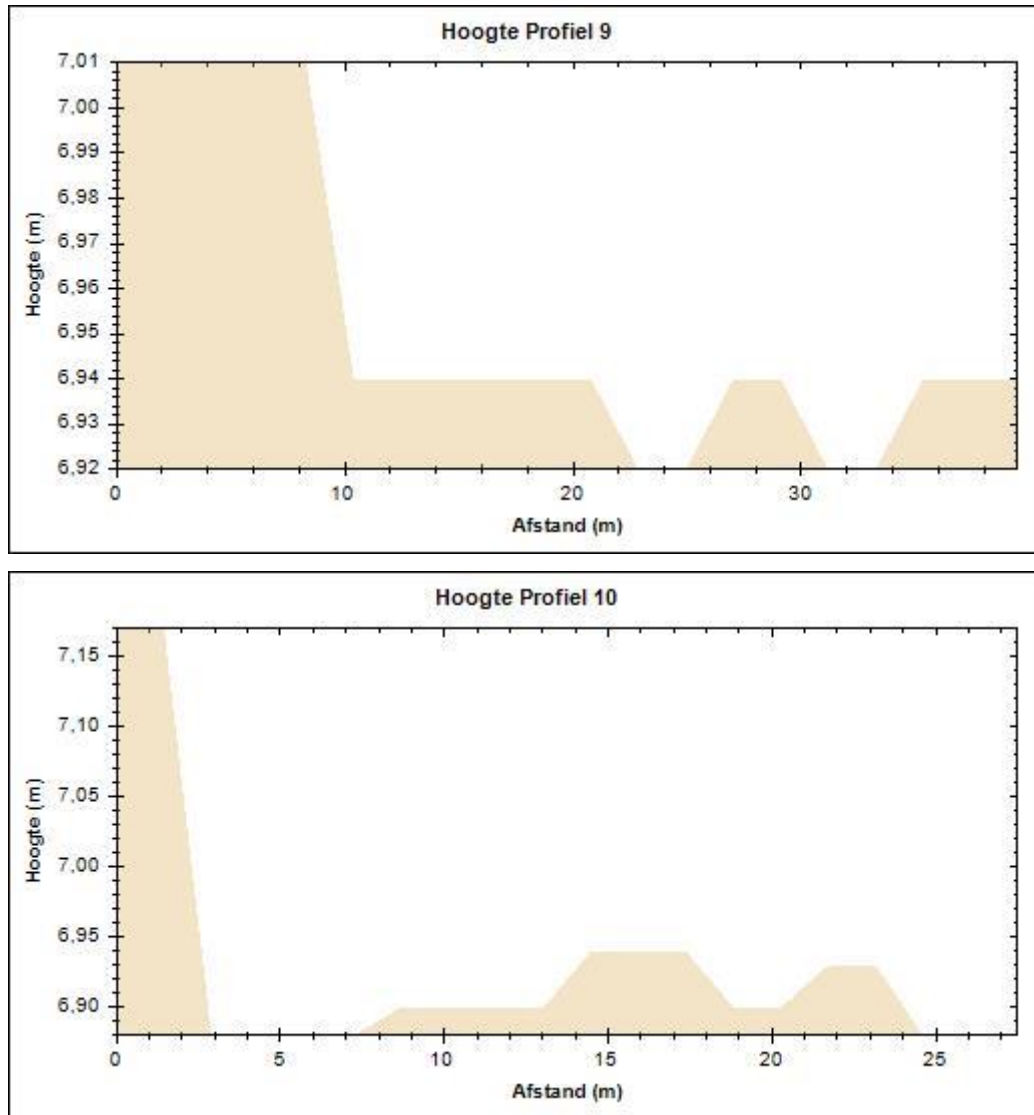 Hoogte Profiel 9
7,01
7,00
6,99
6,98
6,97
6,96
6,95
6,94
6,93
6,92
Hoogte (m)
0 10 20 30
Afstand (m)
Hoogte Profiel 10
7,15
7,10
7,05
7,00
6,95
6,90
Hoogte (m)
0 5 10 15 20 25
Afstand (m)